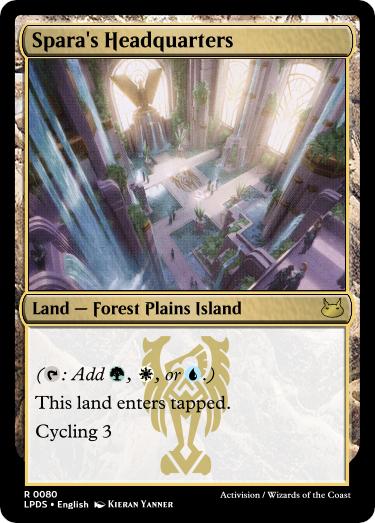 Spara's Headquarters
Land — Forest Plains Island
(: Add , , or .)
This land enters tapped.
Cycling 3
R 0080
LPDS • English Kieran Yanner
Activision / Wizards of the Coast